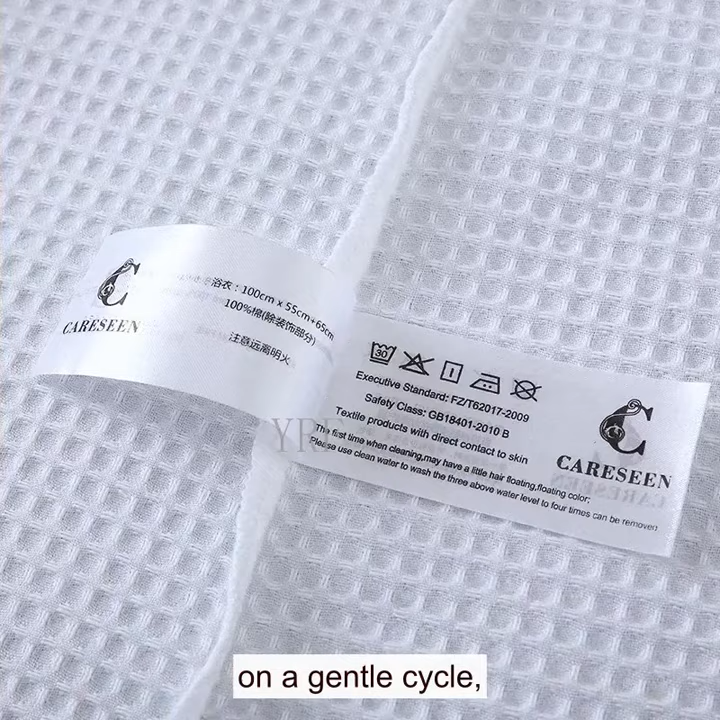 浴衣：100cm x 55cm+65cm
100%棉(除装饰部分)
注意远离明火
CARESEEN
30
Executive Standard: FZ/T62017-2009
Safety Class: GB18401-2010 B
Textile products with direct contact to skin
The first time when cleaning,may have a little hair floating,floating color;
Please use clean water to wash the three above water level to four times can be removed
CARESEEN
YRF
on a gentle cycle,